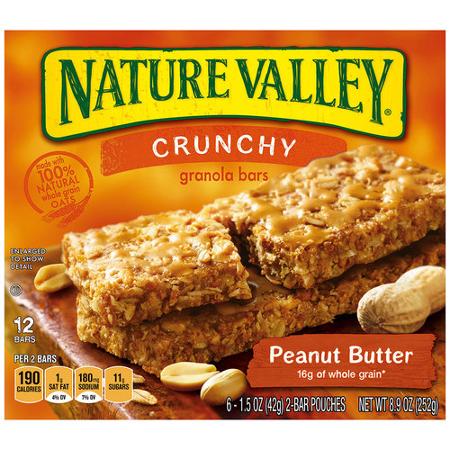 NATURE VALLEY®
CRUNCHY
granola bars
made with
100%
NATURAL
whole grain
OATS
ENLARGED
TO SHOW
DETAIL
12
BARS
PER 2 BARS
190
CALORIES
1g
SAT FAT
4% DV
180mg
SODIUM
7% DV
11g
SUGARS
Peanut Butter
16g of whole grain*
6 - 1.5 OZ (42g) 2-BAR POUCHES NET WT 8.9 OZ (252g)